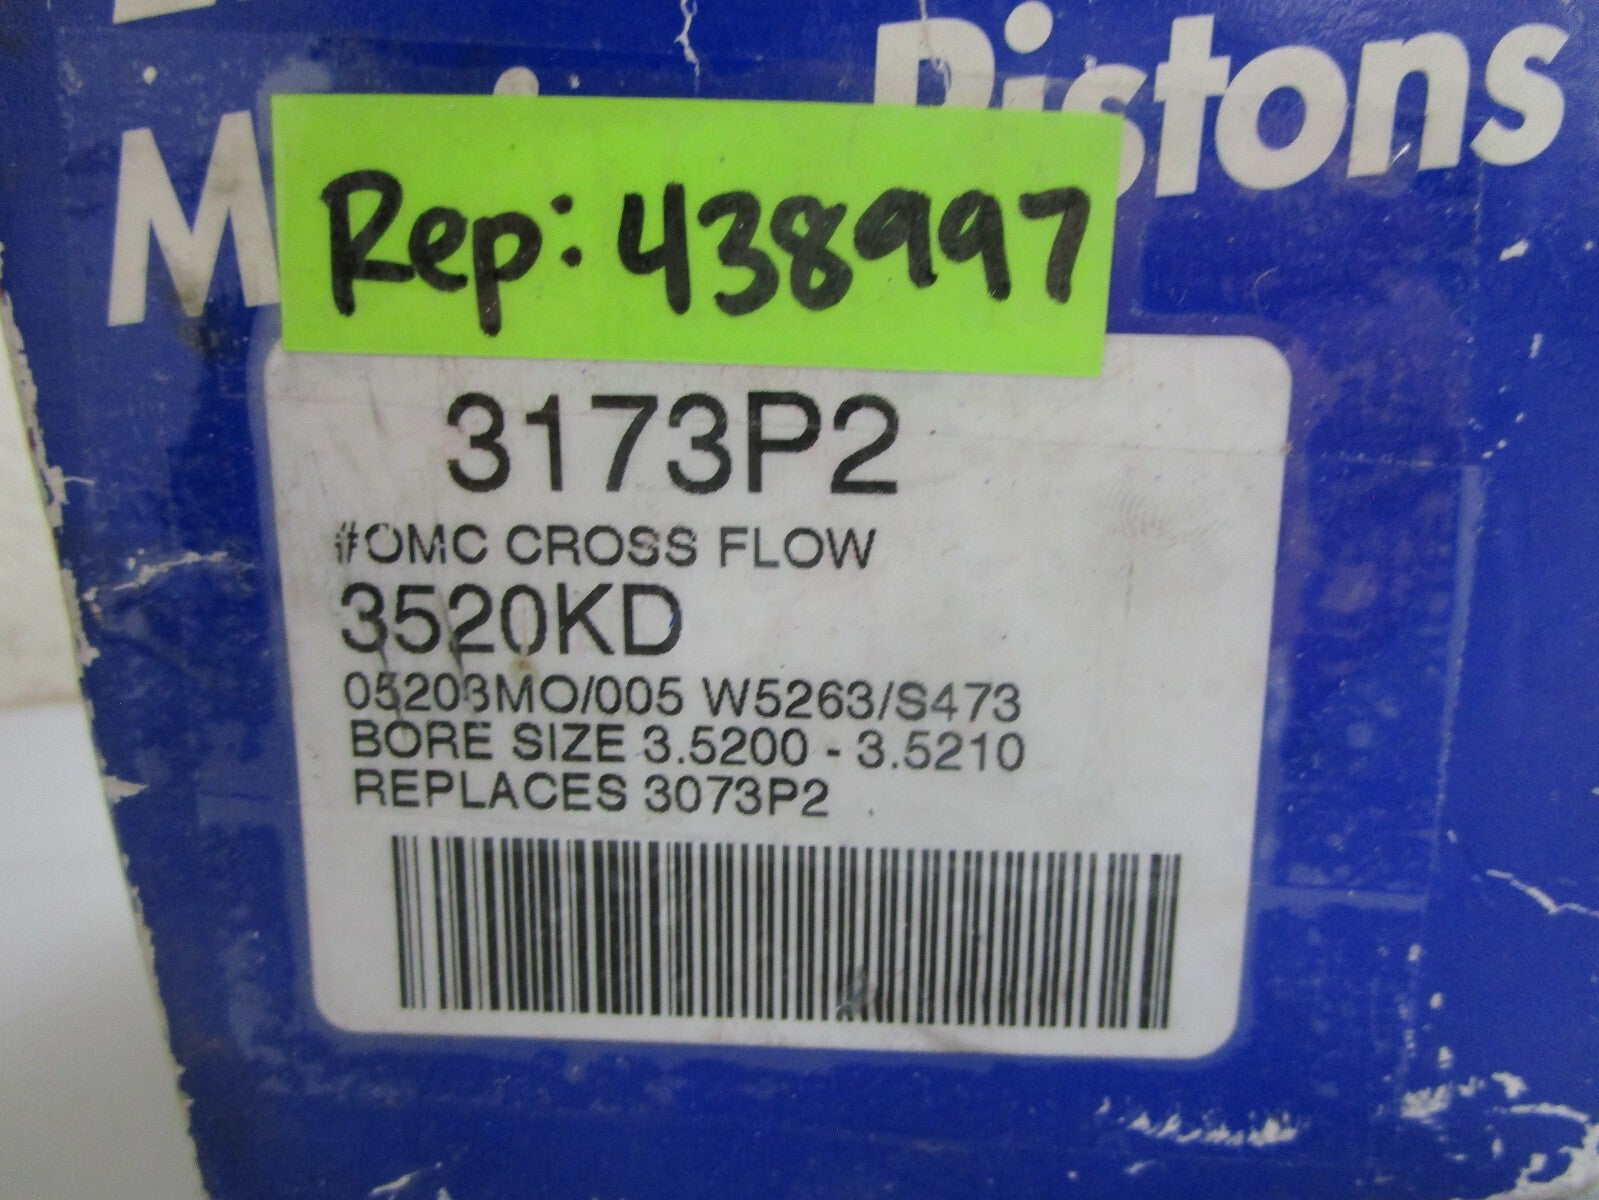 Pistons
Rep: 438997
3173P2
#OMC CROSS FLOW
3520KD
05203MO/005 W5263/S473
BORE SIZE 3.5200 - 3.5210
REPLACES 3073P2